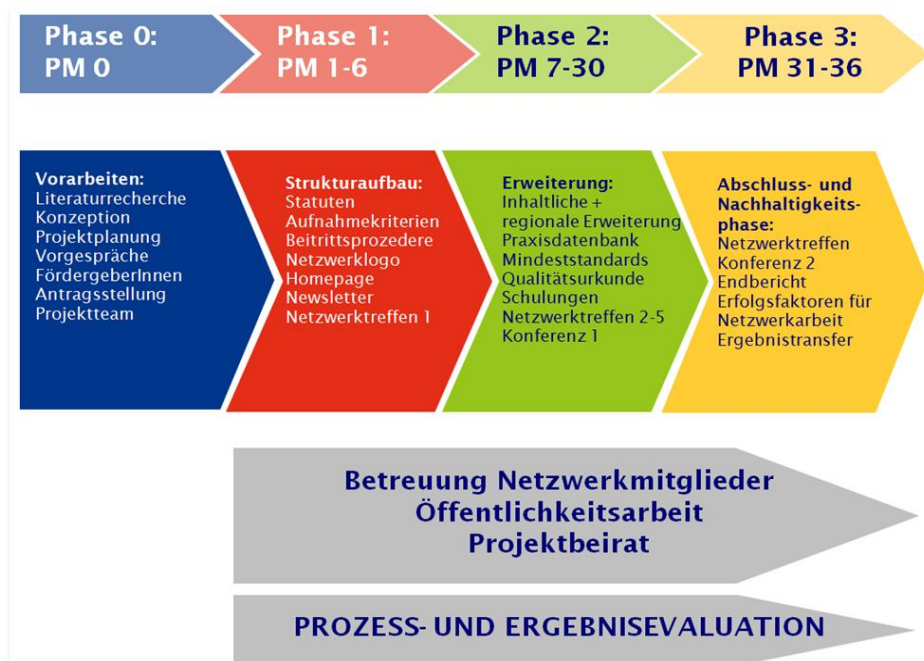 Phase 0:
PM 0
Phase 1:
PM 1-6
Phase 2:
PM 7-30
Phase 3:
PM 31-36
Vorarbeiten:
Literaturrecherche
Konzeption
Projektplanung
Vorgespräche
FördergeberInnen
Antragsstellung
Projektteam
Strukturaufbau:
Statuten
Aufnahmekriterien
Beitrittsprozedere
Netzwerklogo
Homepage
Newsletter
Netzwerktreffen 1
Erweiterung:
Inhaltliche +
regionale Erweiterung
Praxisdatenbank
Mindeststandards
Qualitätsurkunde
Schulungen
Netzwerktreffen 2-5
Konferenz 1
Abschluss- und
Nachhaltigkeits-
phase:
Netzwerktreffen
Konferenz 2
Endbericht
Erfolgsfaktoren für
Netzwerkarbeit
Ergebnistransfer
Betreuung Netzwerkmitglieder
Öffentlichkeitsarbeit
Projektbeirat
PROZESS- UND ERGEBNISEVALUATION